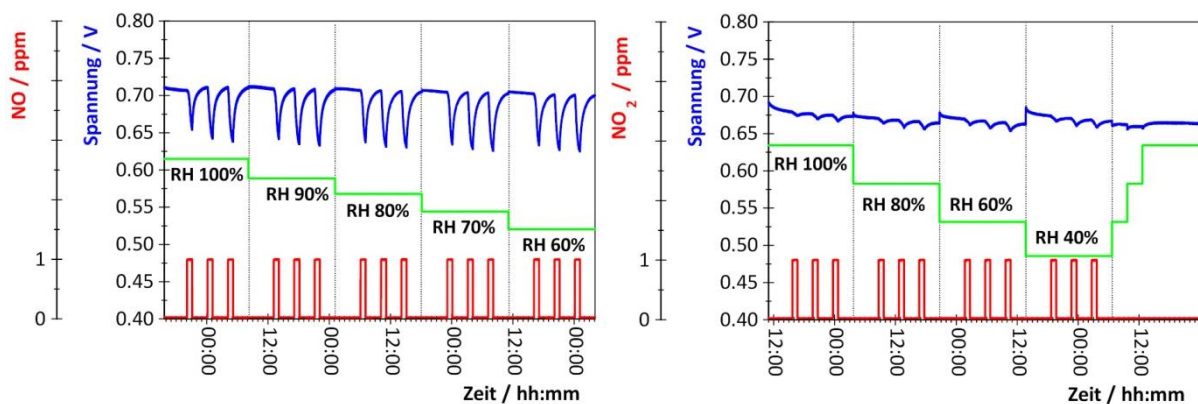 NO / ppm
1
0
Spannung / V
0.80
0.75
0.70
0.65
0.60
0.55
0.50
0.45
0.40
RH 100%
RH 90%
RH 80%
RH 70%
RH 60%
00:00
12:00
00:00
12:00
00:00
12:00
00:00
Zeit / hh:mm
NO2 / ppm
1
0
Spannung / V
0.80
0.75
0.70
0.65
0.60
0.55
0.50
0.45
0.40
RH 100%
RH 80%
RH 60%
RH 40%
12:00
00:00
12:00
00:00
12:00
00:00
12:00
Zeit / hh:mm